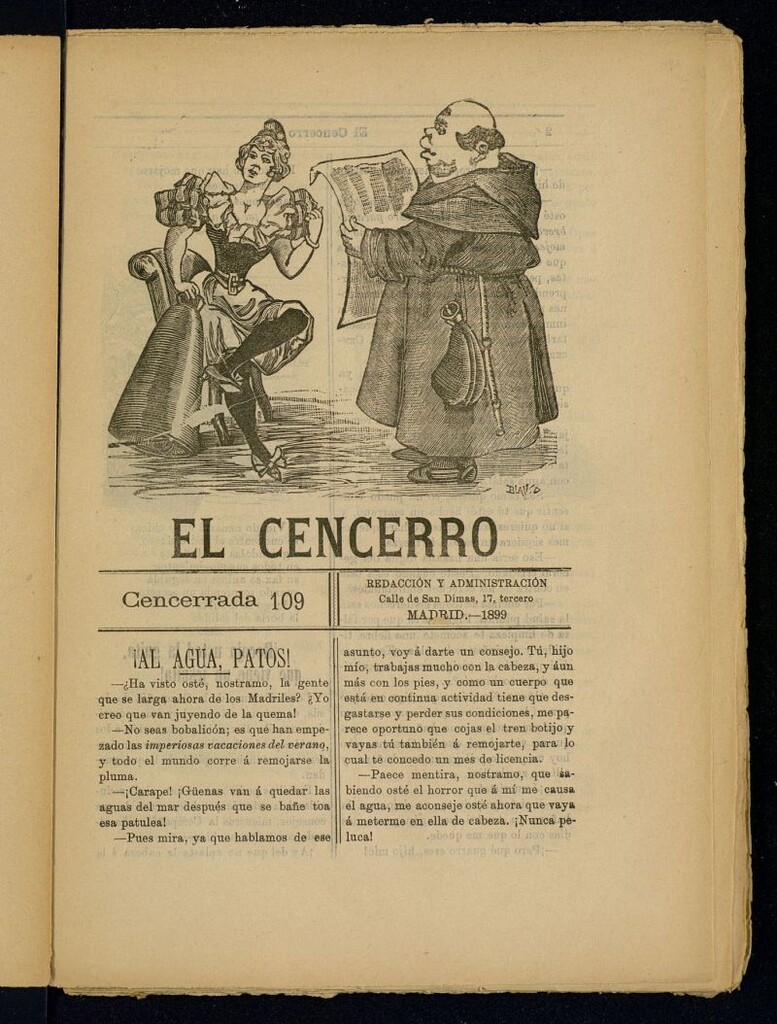 EL CENCERRO
Cencerrada 109
REDACCIÓN Y ADMINISTRACIÓN
Calle de San Dimas, 17, tercero
MADRID.—1899
¡AL AGUA, PATOS!
—¿Ha visto osté, nostramo, la gente
que se larga ahora de los Madriles? ¿Yo
creo que van juyendo de la quema!
—No seas bobalicón; es que han empe-
zado las imperiosas vacaciones del verano,
y todo el mundo corre á remojarse la
pluma.
—¡Carape! ¡Güenas van á quedar las
aguas del mar después que se bañe toa
esa patulea!
—Pues mira, ya que hablamos de ese
asunto, voy á darte un consejo. Tú, hijo
mío, trabajas mucho con la cabeza, y áun
más con los pies, y como un cuerpo que
está en continua actividad tiene que des-
gastarse y perder sus condiciones, me pa-
rece oportuno que cojas el tren botijo y
vayas tú también á remojarte, para lo
cual te concedo un mes de licencia.
—Paece mentira, nostramo, que sa-
biendo osté el horror que á mí me causa
el agua, me aconseje osté ahora que vaya
á meterme en ella de cabeza. ¡Nunca pe-
luca!